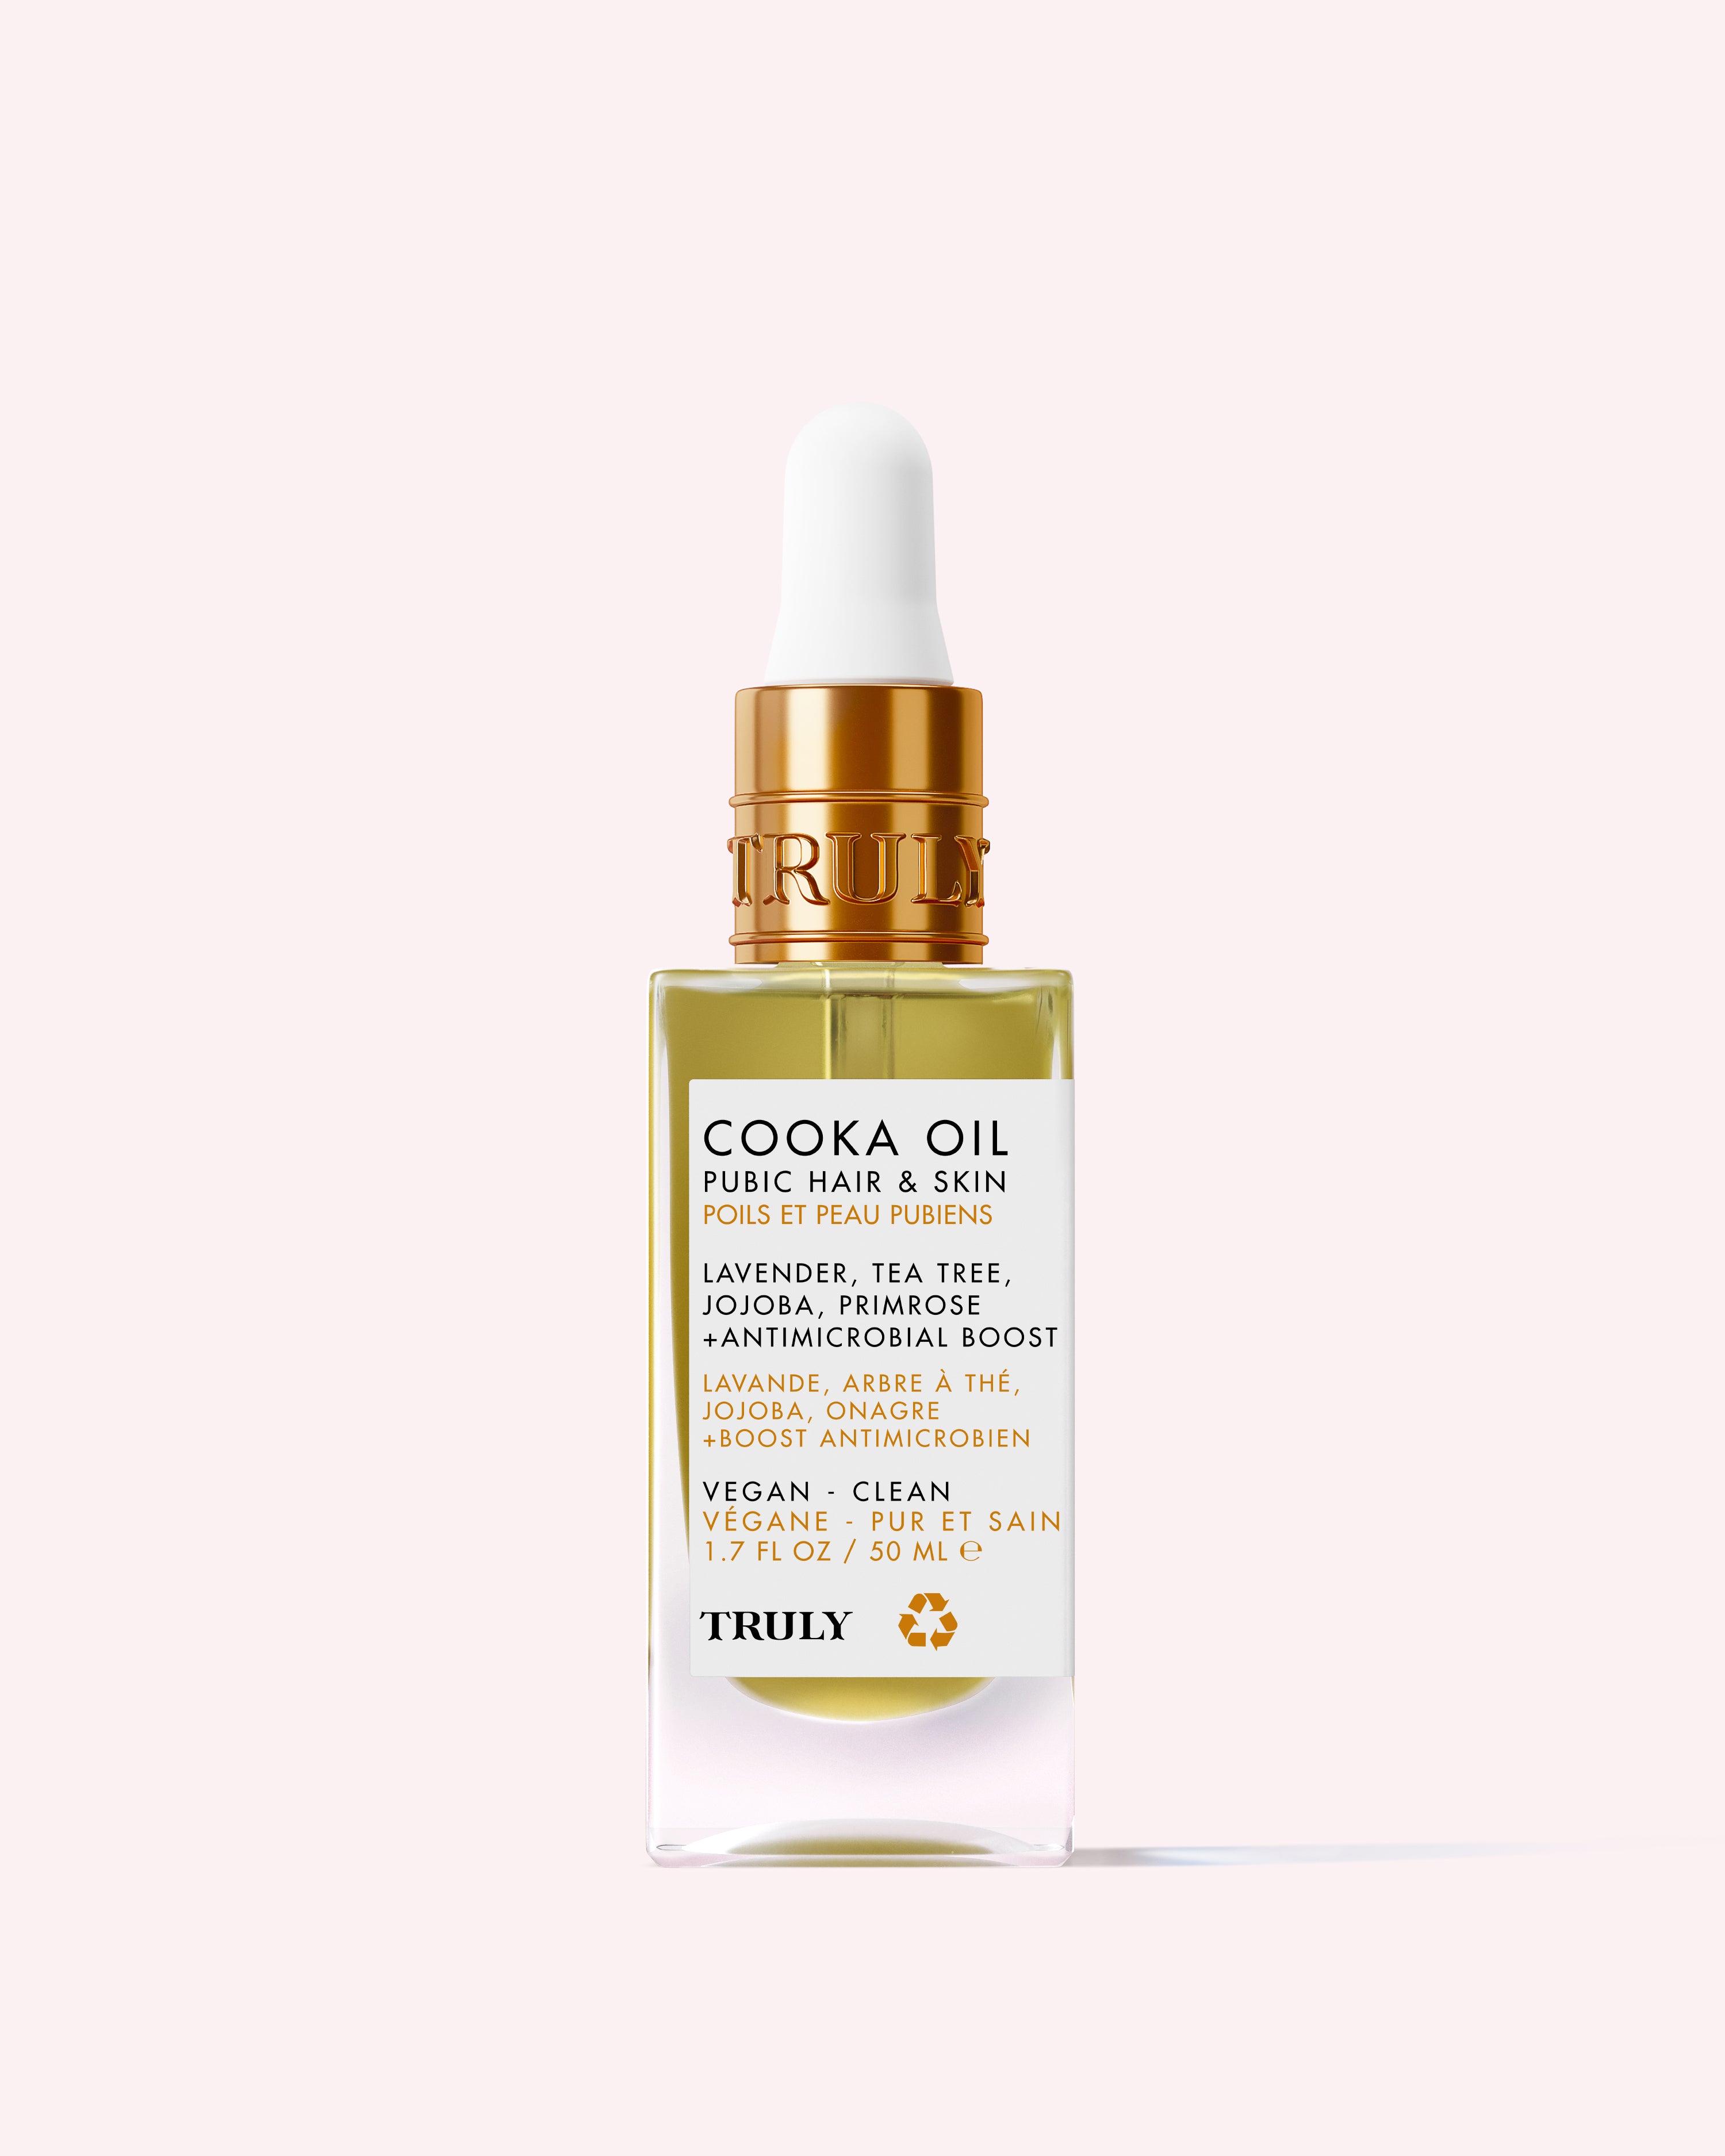 TRULY
COOKA OIL
PUBIC HAIR & SKIN
POILS ET PEAU PUBIENS
LAVENDER, TEA TREE,
JOJOBA, PRIMROSE
+ANTIMICROBIAL BOOST
LAVANDE, ARBRE À THÉ,
JOJOBA, ONAGRE
+BOOST ANTIMICROBIEN
VEGAN - CLEAN
VÉGANE - PUR ET SAIN
1.7 FL OZ / 50 ML ℮
TRULY